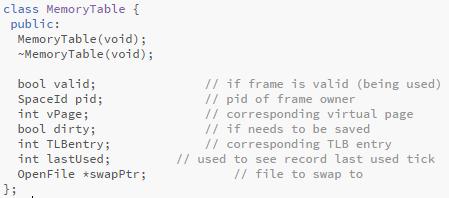 class MemoryTable {
 public:
  MemoryTable(void);
  ~MemoryTable(void);

  bool valid;                // if frame is valid (being used)
  SpaceId pid;               // pid of frame owner
  int vPage;                 // corresponding virtual page
  bool dirty;                // if needs to be saved
  int TLBentry;              // corresponding TLB entry
  int lastUsed;          // used to see record last used tick
  OpenFile *swapPtr;             // file to swap to
};